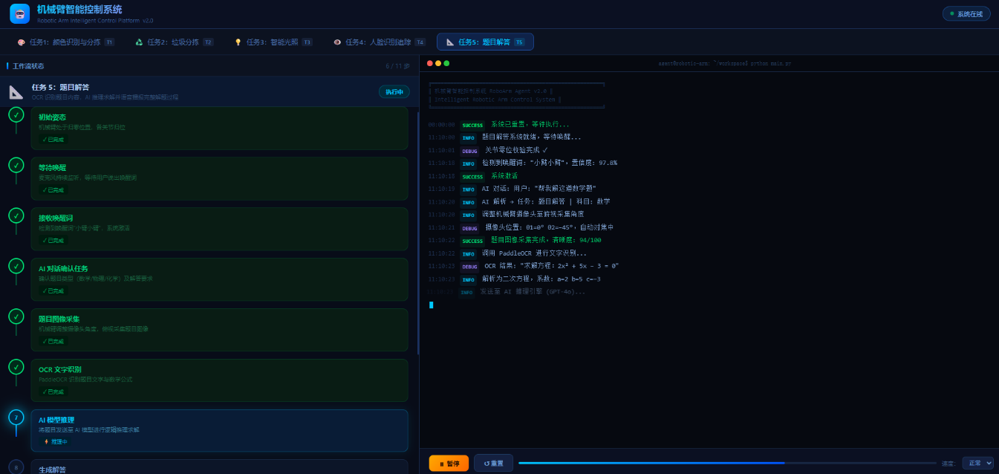 机械臂智能控制系统
Robotic Arm Intelligent Control Platform v2.0
系统在线
任务1: 颜色识别与分拣 T1
任务2: 垃圾分拣 T2
任务3: 智能光照 T3
任务4: 人脸识别追踪 T4
任务5: 题目解答 T5
工作流状态
6 / 11 步
任务 5: 题目解答
OCR 识别题目内容，AI 推理求解并语音播报完整解题过程
执行中
✓
初始姿态
机械臂处于归零位置，各关节归位
✓ 已完成
✓
等待唤醒
麦克风持续监听，等待用户说出唤醒词
✓ 已完成
✓
接收唤醒词
检测到唤醒词"小臂小臂"，系统激活
✓ 已完成
✓
AI 对话确认任务
确认题目类型（数学/物理/化学）及解答要求
✓ 已完成
✓
题目图像采集
机械臂调整摄像头角度，俯视采集题目图像
✓ 已完成
✓
OCR 文字识别
PaddleOCR 识别题目文字与数学公式
✓ 已完成
7
AI 模型推理
将题目发送至 AI 模型进行逻辑推理求解
推理中
8
生成解答
agent@robotic-arm: ~/workspace$ python main.py
机械臂智能控制系统 RoboArm Agent v2.0
Intelligent Robotic Arm Control System
00:00:00 SUCCESS 系统已重置，等待执行...
11:10:00 INFO 题目解答系统就绪，等待唤醒...
11:10:01 DEBUG 关节零位校验完成 ✓
11:10:18 INFO 检测到唤醒词: "小臂小臂"，置信度: 97.8%
11:10:18 SUCCESS 系统激活
11:10:19 INFO AI 对话: 用户: "帮我解这道数学题"
11:10:20 INFO AI 解析 → 任务: 题目解答 | 科目: 数学
11:10:20 INFO 调整机械臂摄像头至俯视采集角度
11:10:21 DEBUG 摄像头位置: θ1=0° θ2=-45°，自动对焦中
11:10:22 SUCCESS 题目图像采集完成，清晰度: 94/100
11:10:22 INFO 调用 PaddleOCR 进行文字识别...
11:10:23 DEBUG OCR 结果: "求解方程: 2x² + 5x - 3 = 0"
11:10:23 INFO 解析为二次方程，系数: a=2 b=5 c=-3
INFO 发送至 AI 推理引擎 (GPT-4o)...
⏸ 暂停
↺ 重置
速度:
正常